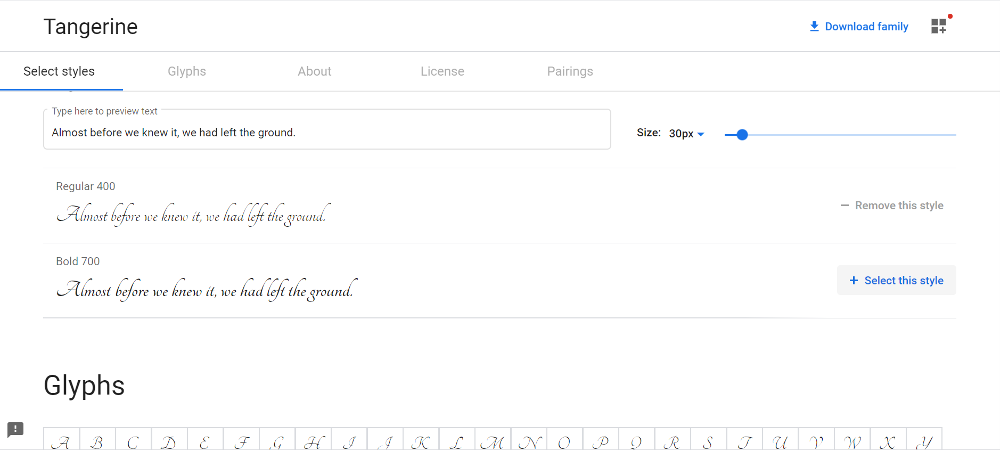 Tangerine
Download family
Select styles
Glyphs
About
License
Pairings
Type here to preview text
Almost before we knew it, we had left the ground.
Size: 30px
Regular 400
Almost before we knew it, we had left the ground.
Remove this style
Bold 700
Almost before we knew it, we had left the ground.
Select this style
Glyphs
A B C D E F G H I J K L M N O P Q R S T U V W X Y